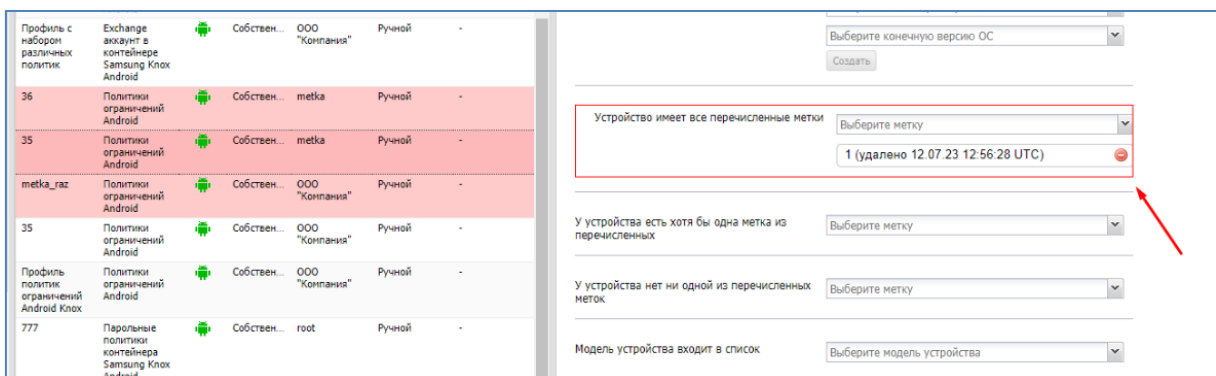 Профиль с набором различных политик
Exchange аккаунт в контейнере Samsung Knox Android
Собствен...
ООО "Компания"
Ручной
-
36
Политики ограничений Android
Собствен...
metka
Ручной
-
35
Политики ограничений Android
Собствен...
metka
Ручной
-
metka_raz
Политики ограничений Android
Собствен...
ООО "Компания"
Ручной
-
35
Политики ограничений Android
Собствен...
ООО "Компания"
Ручной
-
Профиль политик ограничений Android Knox
Политики ограничений Android
Собствен...
ООО "Компания"
Ручной
-
777
Парольные политики контейнера Samsung Knox
Собствен...
root
Ручной
-
Выберите конечную версию ОС
Создать
Устройство имеет все перечисленные метки
Выберите метку
1 (удалено 12.07.23 12:56:28 UTC)
У устройства есть хотя бы одна метка из
перечисленных
Выберите метку
У устройства нет ни одной из перечисленных
меток
Выберите метку
Модель устройства входит в список
Выберите модель устройства